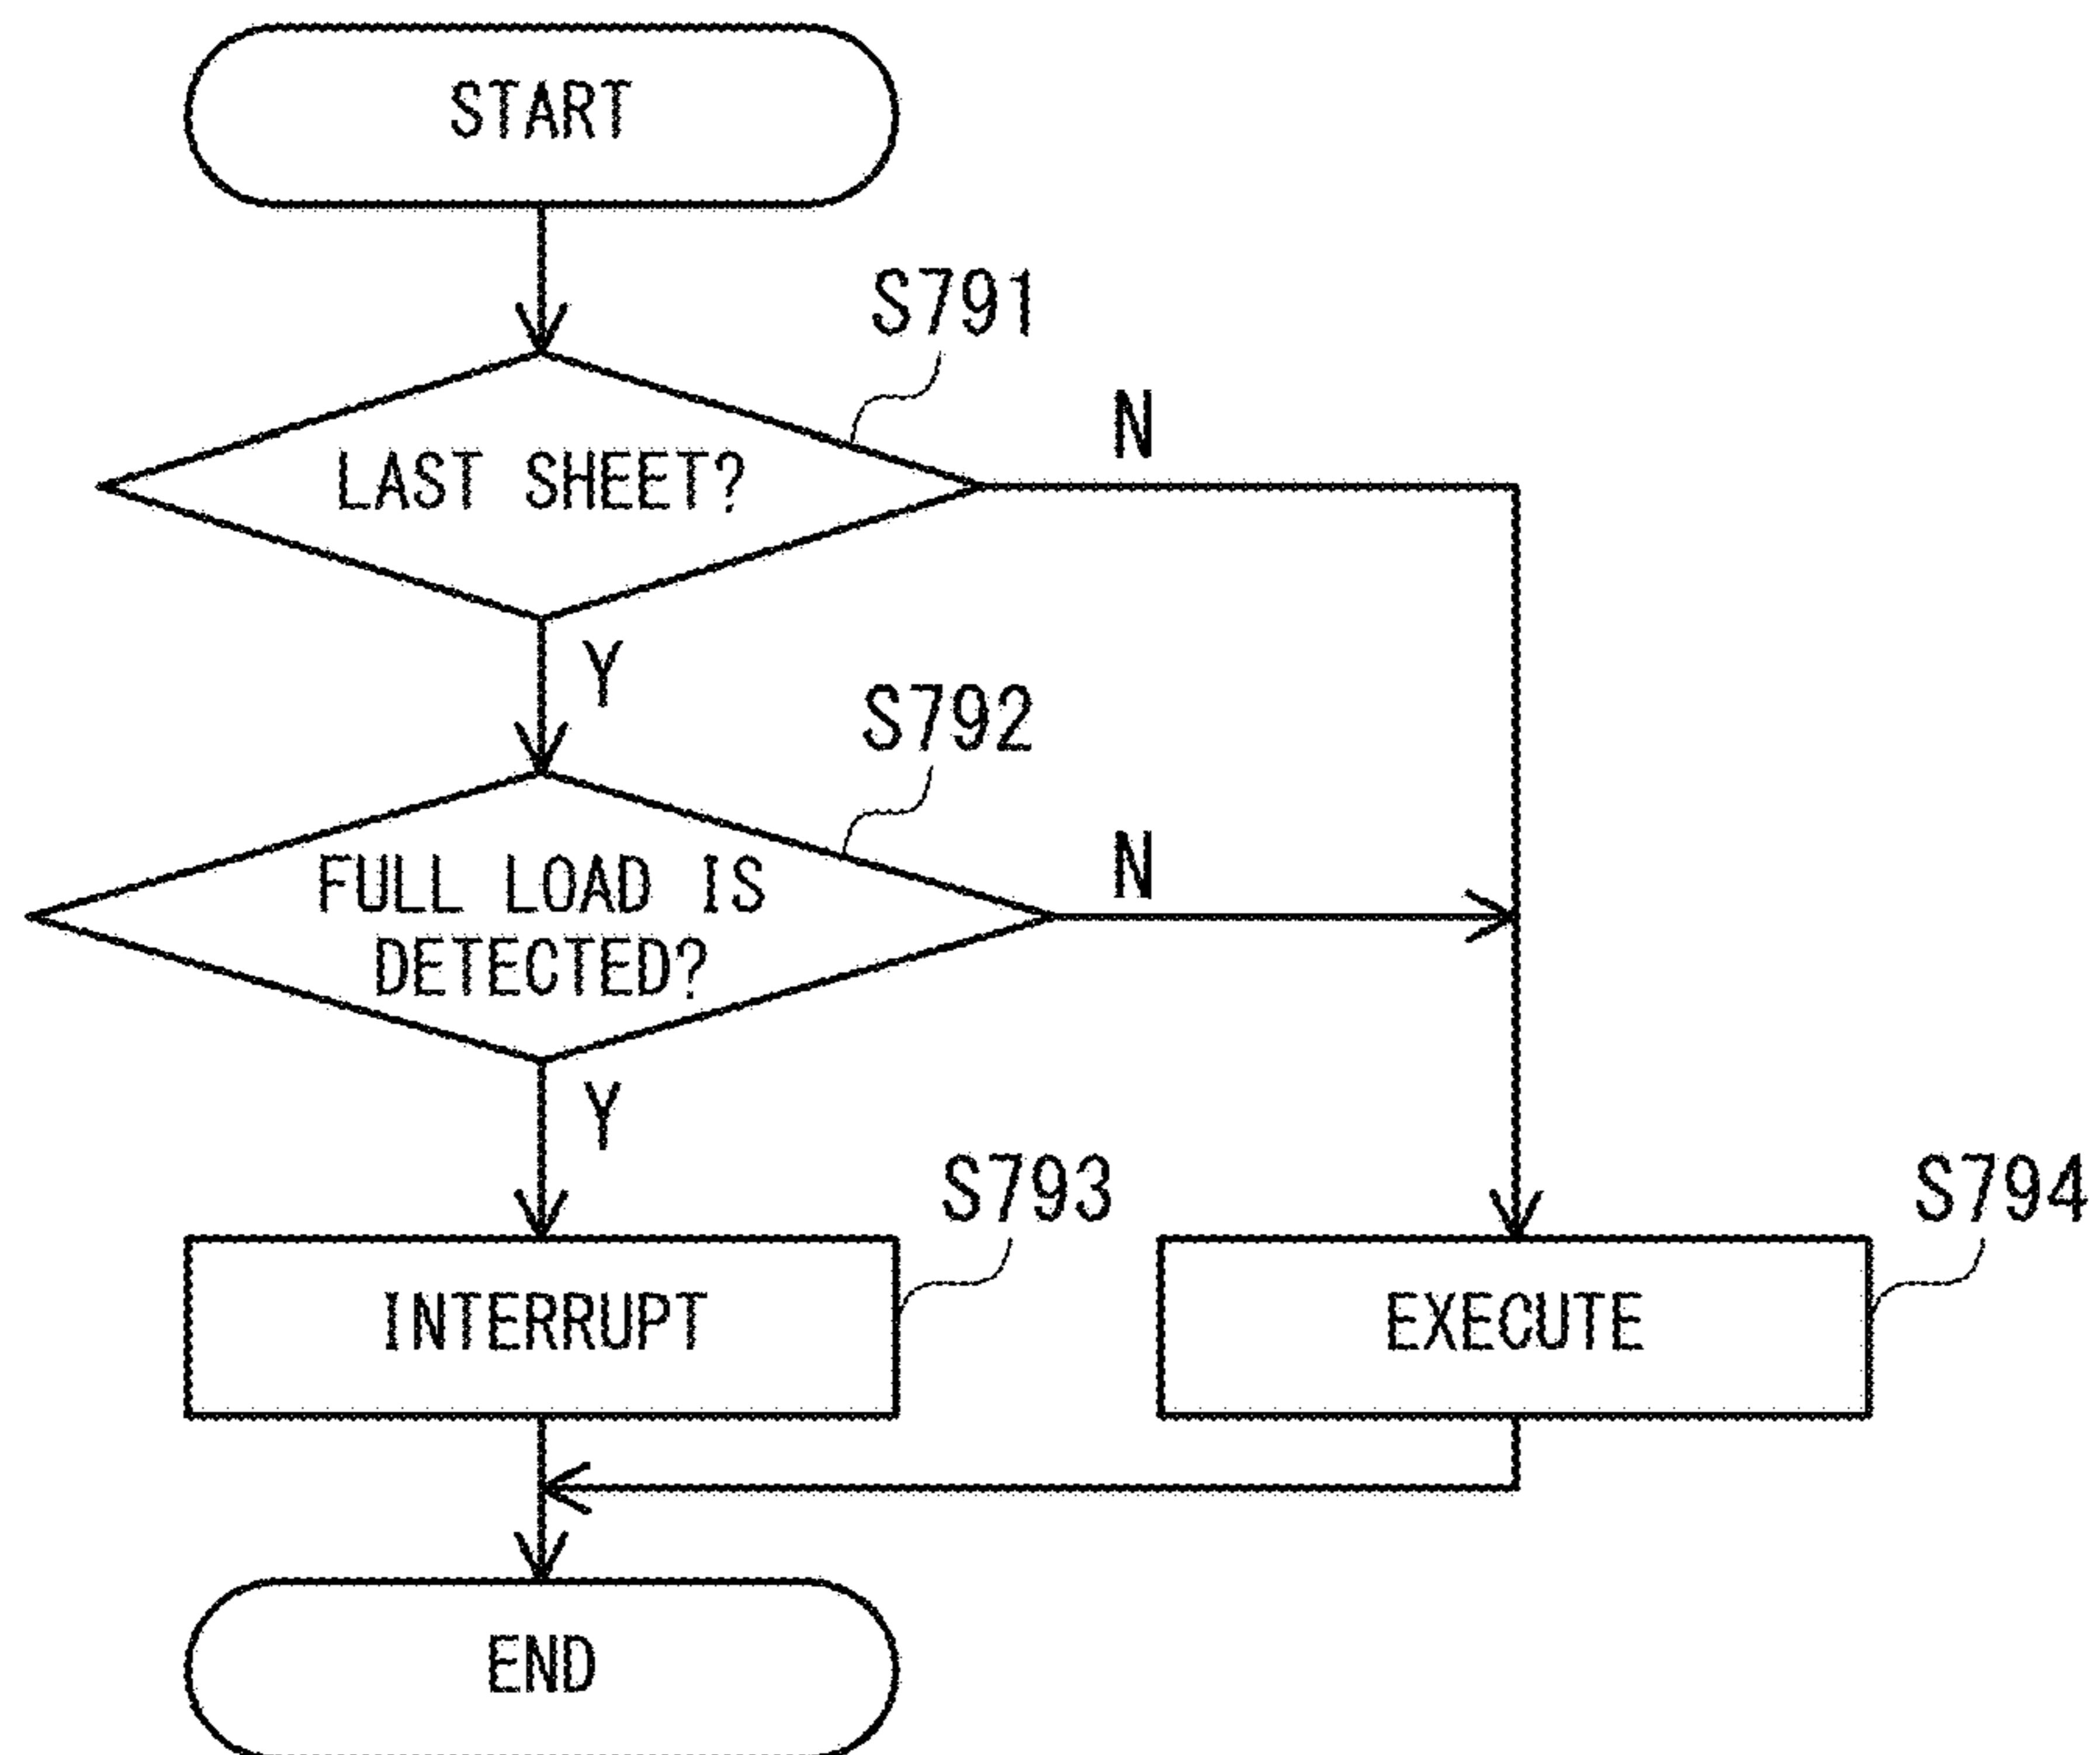 START
S791
LAST SHEET?
N
Y
S792
FULL LOAD IS
DETECTED?
N
Y
S793
INTERRUPT
S794
EXECUTE
END